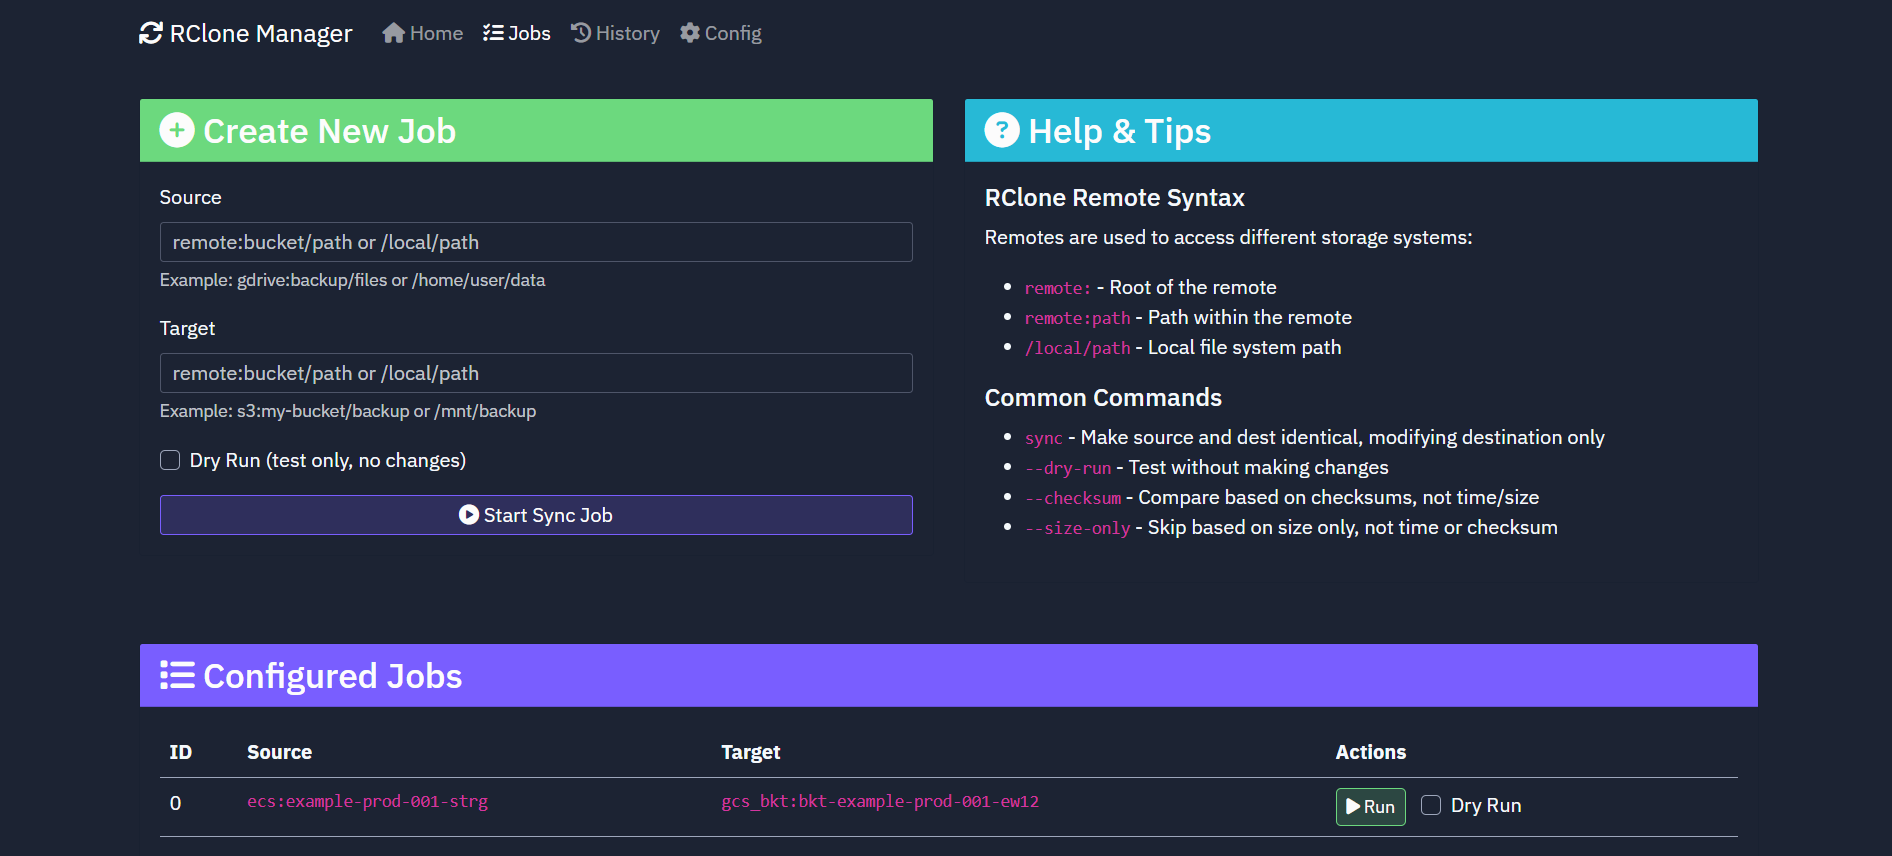 RClone Manager Home Jobs History Config
Create New Job
Source
remote:bucket/path or /local/path
Example: gdrive:backup/files or /home/user/data
Target
remote:bucket/path or /local/path
Example: s3:my-bucket/backup or /mnt/backup
Dry Run (test only, no changes)
Start Sync Job
Help & Tips
RClone Remote Syntax
Remotes are used to access different storage systems:
remote: - Root of the remote
remote:path - Path within the remote
/local/path - Local file system path
Common Commands
sync - Make source and dest identical, modifying destination only
--dry-run - Test without making changes
--checksum - Compare based on checksums, not time/size
--size-only - Skip based on size only, not time or checksum
Configured Jobs
ID Source Target Actions
0 ecs:example-prod-001-strg gcs_bkt:bkt-example-prod-001-ew12 Run Dry Run